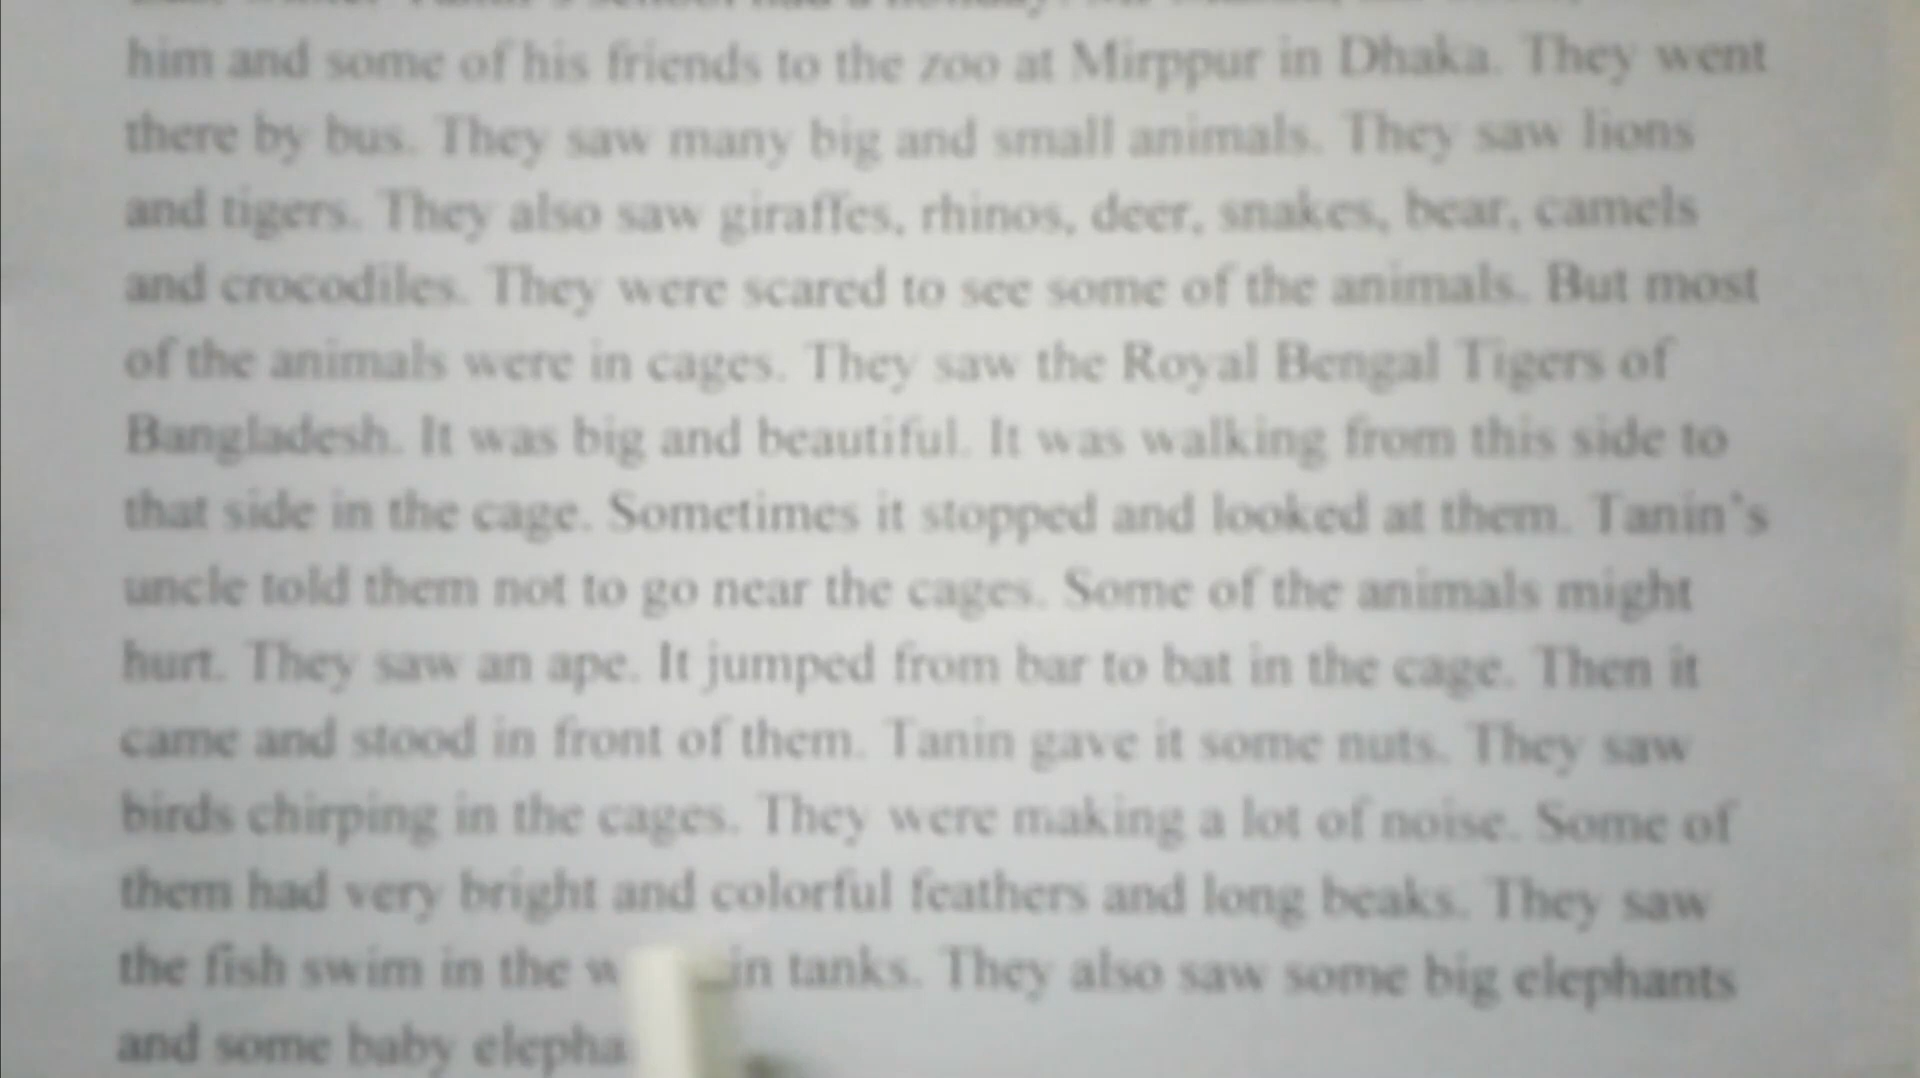 him and some of his friends to the zoo at Mirppur in Dhaka. They went
there by bus. They saw many big and small animals. They saw lions
and tigers. They also saw giraffes, rhinos, deer, snakes, bear, camels
and crocodiles. They were scared to see some of the animals. But most
of the animals were in cages. They saw the Royal Bengal Tigers of
Bangladesh. It was big and beautiful. It was walking from this side to
that side in the cage. Sometimes it stopped and looked at them. Tanin's
uncle told them not to go near the cages. Some of the animals might
hurt. They saw an ape. It jumped from bar to bat in the cage. Then it
came and stood in front of them. Tanin gave it some nuts. They saw
birds chirping in the cages. They were making a lot of noise. Some of
them had very bright and colorful feathers and long beaks. They saw
the fish swim in the in tanks. They also saw some big elephants
and some baby